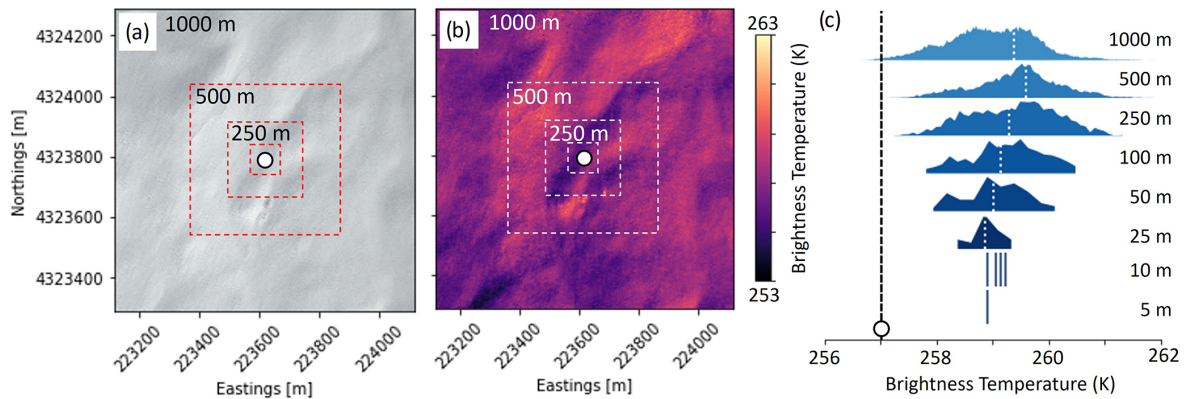 (a)
1000 m
500 m
250 m
4324200
4324000
4323800
4323600
4323400
Northings [m]
223200
223400
223600
223800
224000
Eastings [m]
(b)
1000 m
500 m
250 m
223200
223400
223600
223800
224000
Eastings [m]
263
253
Brightness Temperature (K)
(c)
1000 m
500 m
250 m
100 m
50 m
25 m
10 m
5 m
256
258
260
262
Brightness Temperature (K)